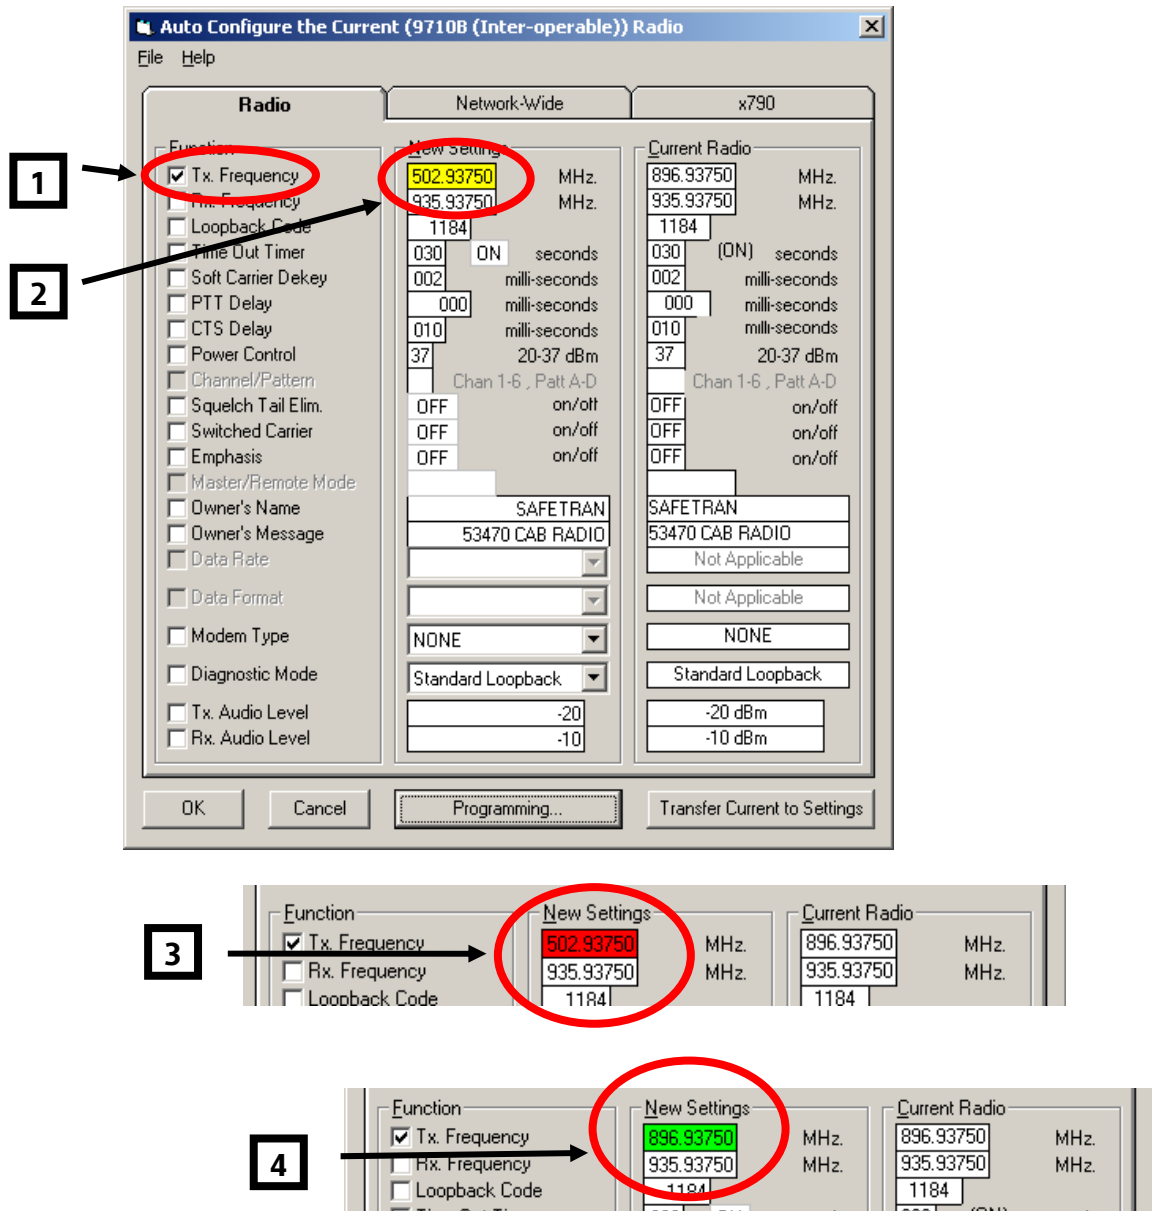 Auto Configure the Current (9710B (Inter-operable)) Radio
File Help
Radio Network-Wide x790
Function New Settings Current Radio
1
Tx. Frequency 502.93750 MHz. 896.93750 MHz.
Rx. Frequency 935.93750 MHz. 935.93750 MHz.
Loopback Code 1184 1184
Time Out Timer 030 ON seconds 030 (ON) seconds
2
Soft Carrier Dekey 002 milli-seconds 002 milli-seconds
PTT Delay 000 milli-seconds 000 milli-seconds
CTS Delay 010 milli-seconds 010 milli-seconds
Power Control 37 20-37 dBm 37 20-37 dBm
Channel/Pattern Chan 1-6 , Patt A-D Chan 1-6 , Patt A-D
Squelch Tail Elim. OFF on/off OFF on/off
Switched Carrier OFF on/off OFF on/off
Emphasis OFF on/off OFF on/off
Master/Remote Mode
Owner's Name SAFETRAN SAFETRAN
Owner's Message 53470 CAB RADIO 53470 CAB RADIO
Data Rate Not Applicable
Data Format Not Applicable
Modem Type NONE NONE
Diagnostic Mode Standard Loopback Standard Loopback
Tx. Audio Level -20 -20 dBm
Rx. Audio Level -10 -10 dBm
OK Cancel Programming... Transfer Current to Settings
Function New Settings Current Radio
3
Tx. Frequency 502.93750 MHz. 896.93750 MHz.
Rx. Frequency 935.93750 MHz. 935.93750 MHz.
Loopback Code 1184 1184
Function New Settings Current Radio
4
Tx. Frequency 896.93750 MHz. 896.93750 MHz.
Rx. Frequency 935.93750 MHz. 935.93750 MHz.
Loopback Code 1184 1184